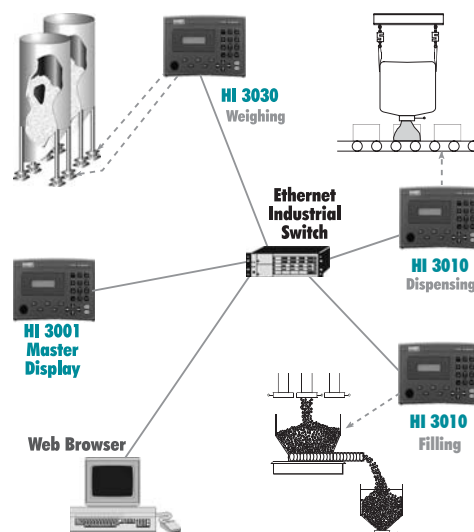 HI 3030
Weighing
Ethernet
Industrial
Switch
HI 3010
Dispensing
HI 3001
Master
Display
HI 3010
Filling
Web Browser